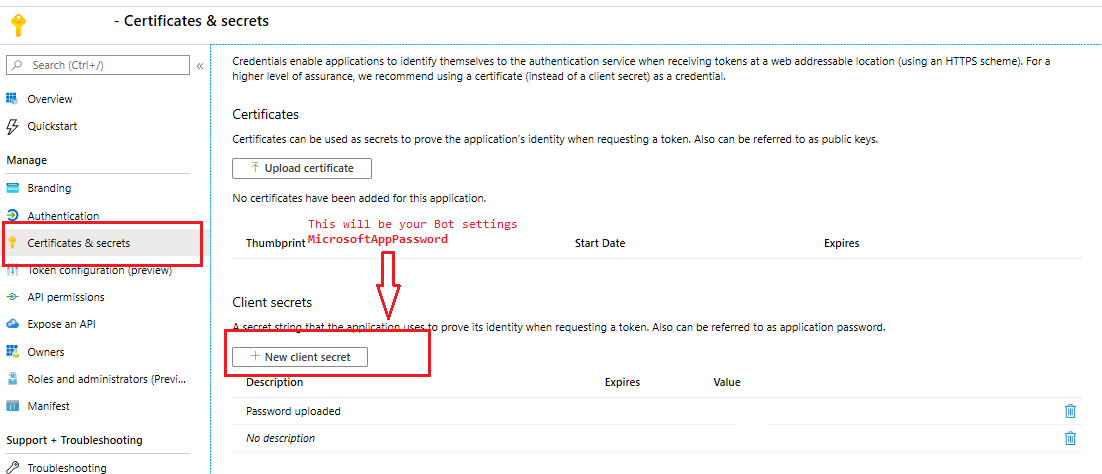 - Certificates & secrets
Search (Ctrl+/)
«
Overview
Quickstart
Manage
Branding
Authentication
Certificates & secrets
Token configuration (preview)
API permissions
Expose an API
Owners
Roles and administrators (Previ...
Manifest
Support + Troubleshooting
Troubleshooting
Credentials enable applications to identify themselves to the authentication service when receiving tokens at a web addressable location (using an HTTPS scheme). For a
higher level of assurance, we recommend using a certificate (instead of a client secret) as a credential.
Certificates
Certificates can be used as secrets to prove the application's identity when requesting a token. Also can be referred to as public keys.
Upload certificate
No certificates have been added for this application.
This will be your Bot settings
MicrosoftAppPassword
Thumbprint Start Date Expires
Client secrets
A secret string that the application uses to prove its identity when requesting a token. Also can be referred to as application password.
New client secret
Description Expires Value
Password uploaded
No description